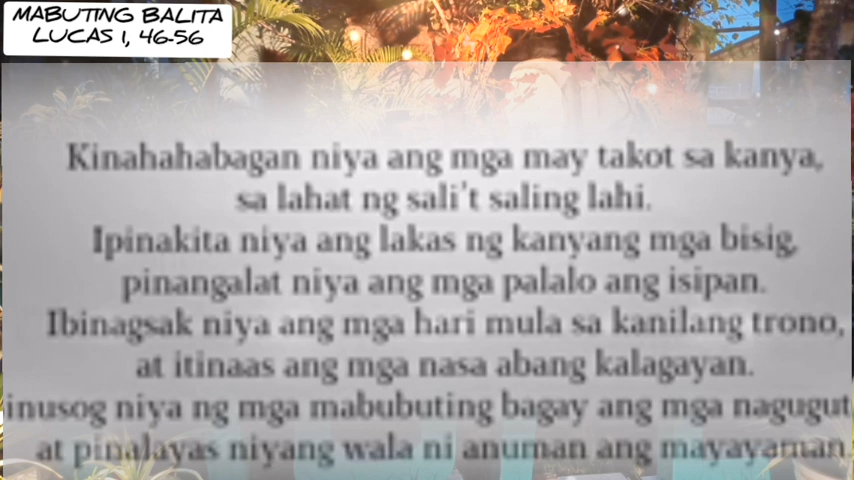 MABUTING BALITA
LUCAS 1, 46-56
Kinahahabagan niya ang mga may takot sa kanya,
sa lahat ng sali't saling lahi.
Ipinakita niya ang lakas ng kanyang mga bisig,
pinangalat niya ang mga palalo ang isipan.
Ibinagsak niya ang mga hari mula sa kanilang trono,
at itinaas ang mga nasa abang kalagayan.
inusog niya ng mga mabubuting bagay ang mga nagugut
at pinalayas niyang wala ni anuman ang mayayaman